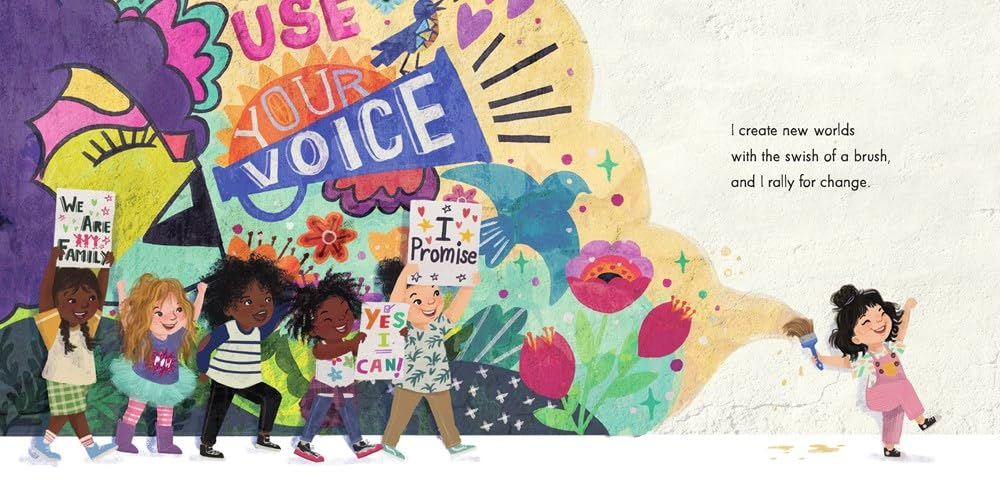 USE
YOUR
VOICE
WE
ARE
FAMILY
I
Promise
YES
I
CAN!
POW
I create new worlds
with the swish of a brush,
and I rally for change.